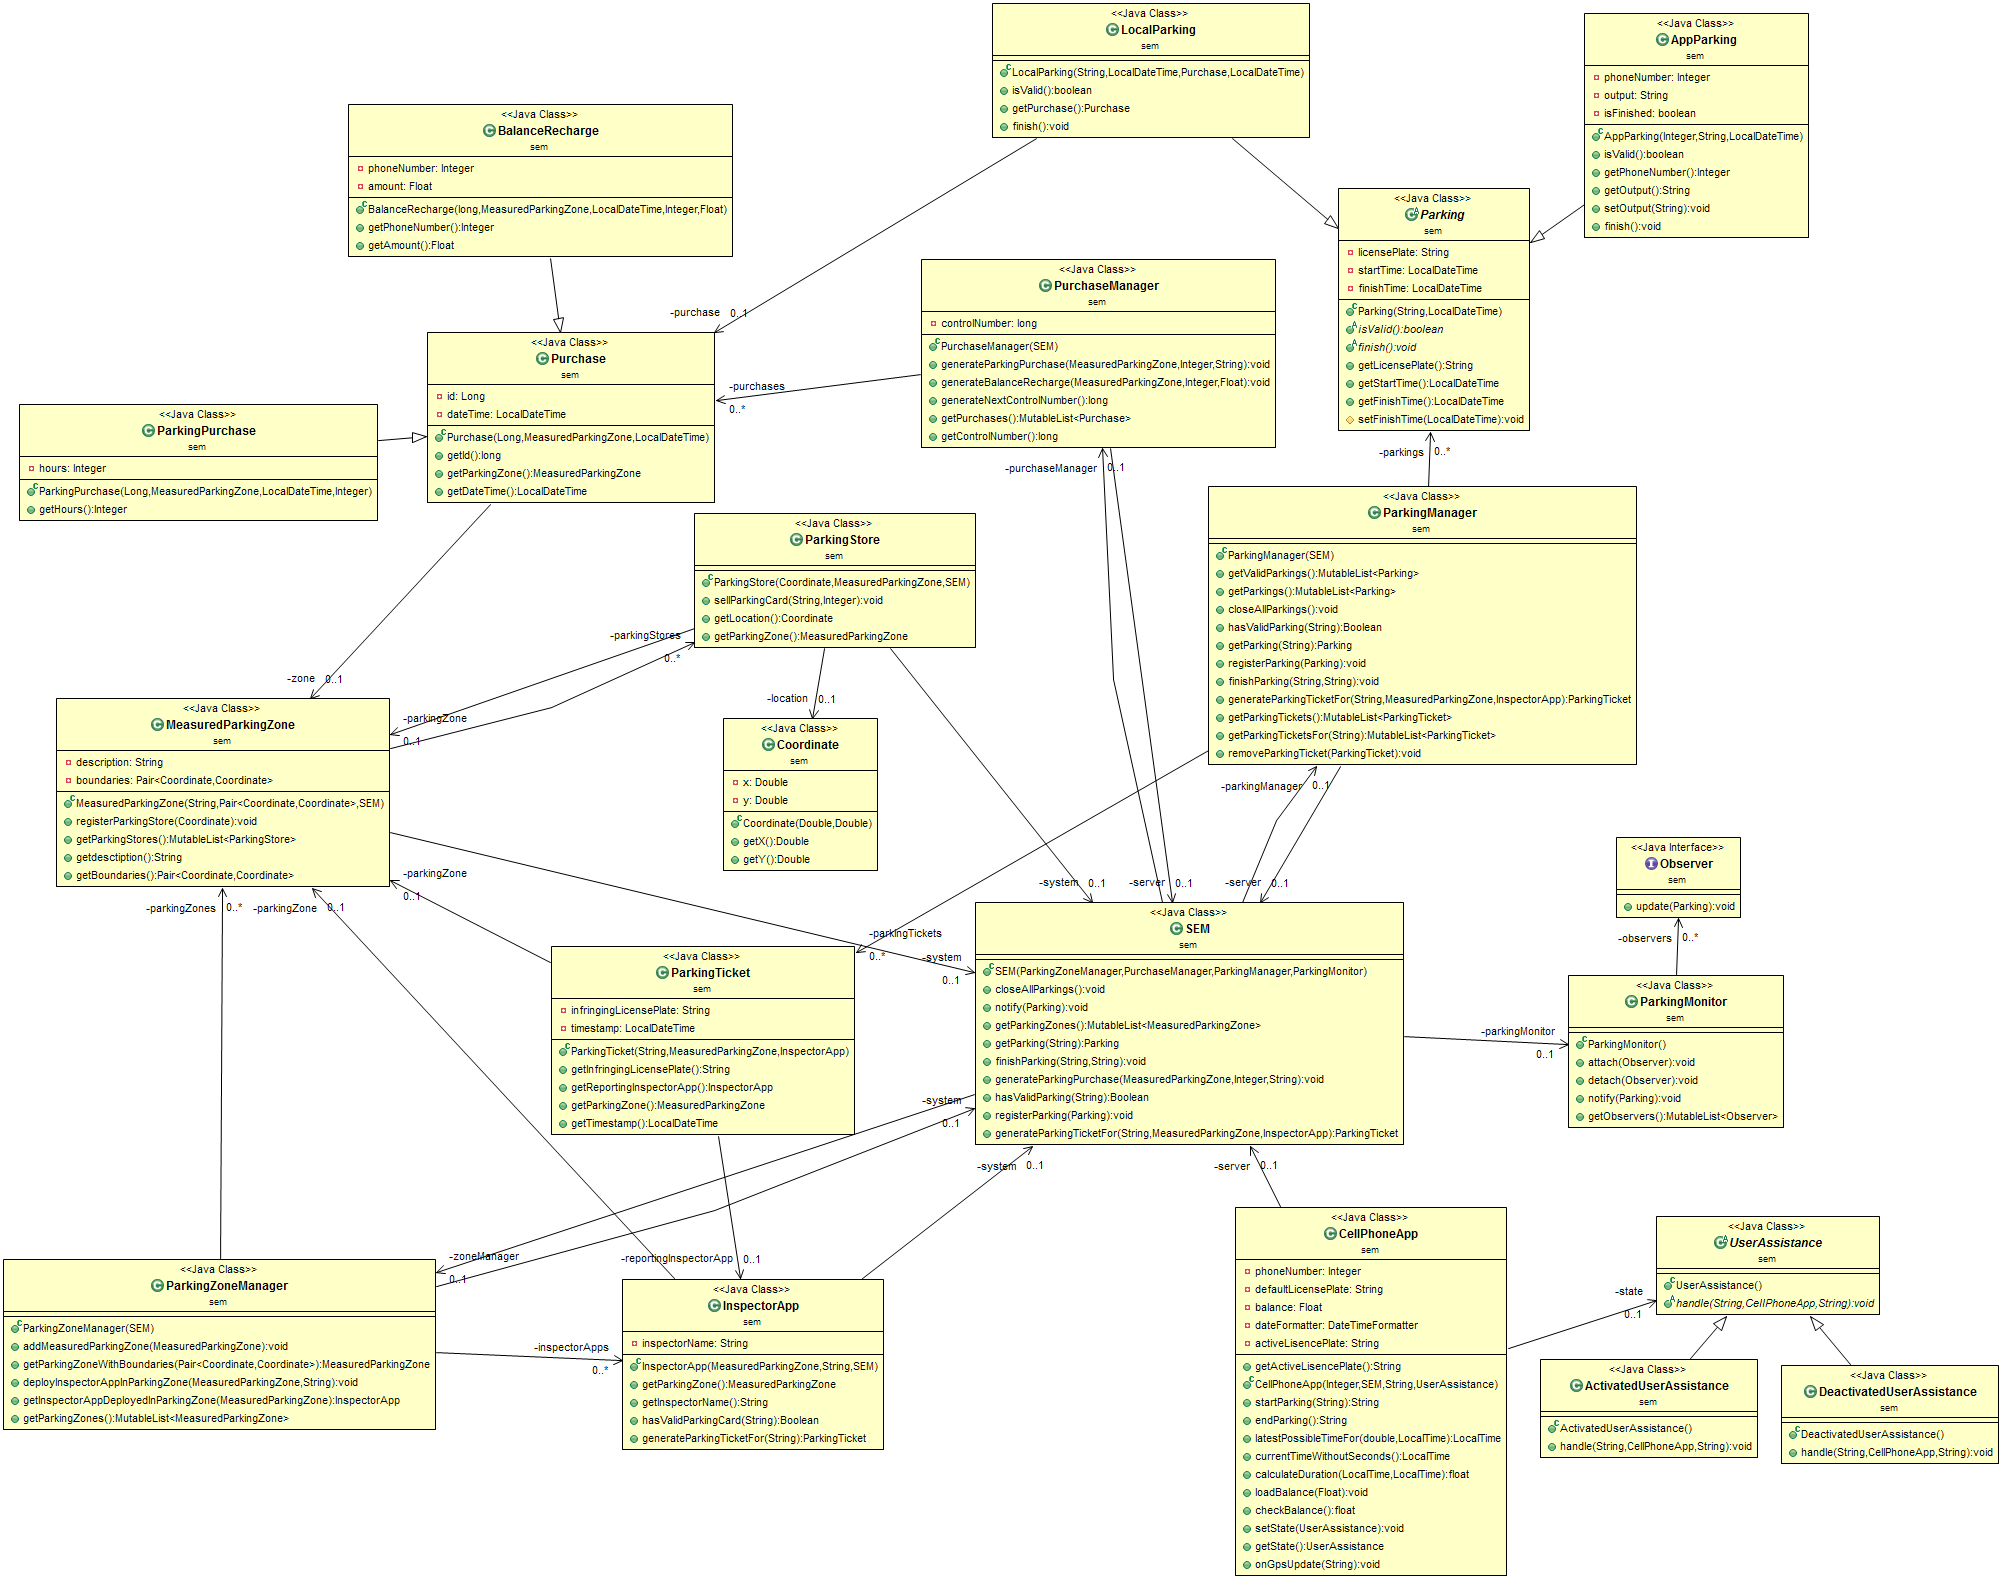 <<Java Class>>
LocalParking
sem
LocalParking(String,LocalDateTime,Purchase,LocalDateTime)
isValid():boolean
getPurchase():Purchase
finish():void
<<Java Class>>
AppParking
sem
phoneNumber: Integer
output: String
isFinished: boolean
AppParking(Integer,String,LocalDateTime)
isValid():boolean
getPhoneNumber():Integer
getOutput():String
setOutput(String):void
finish():void
<<Java Class>>
BalanceRecharge
sem
phoneNumber: Integer
amount: Float
BalanceRecharge(long,MeasuredParkingZone,LocalDateTime,Integer,Float)
getPhoneNumber():Integer
getAmount():Float
<<Java Class>>
Parking
sem
licensePlate: String
startTime: LocalDateTime
finishTime: LocalDateTime
Parking(String,LocalDateTime)
isValid():boolean
finish():void
getLicensePlate():String
getStartTime():LocalDateTime
getFinishTime():LocalDateTime
setFinishTime(LocalDateTime):void
<<Java Class>>
PurchaseManager
sem
controlNumber: long
PurchaseManager(SEM)
generateParkingPurchase(MeasuredParkingZone,Integer,String):void
generateBalanceRecharge(MeasuredParkingZone,Integer,Float):void
generateNextControlNumber():long
getPurchases():MutableList<Purchase>
getControlNumber():long
-purchase 0..1
<<Java Class>>
Purchase
sem
id: Long
dateTime: LocalDateTime
Purchase(Long,MeasuredParkingZone,LocalDateTime)
getId():long
getParkingZone():MeasuredParkingZone
getDateTime():LocalDateTime
-purchases
0..*
<<Java Class>>
ParkingPurchase
sem
hours: Integer
ParkingPurchase(Long,MeasuredParkingZone,LocalDateTime,Integer)
getHours():Integer
-purchaseManager 0..1
-parkings 0..*
<<Java Class>>
ParkingManager
sem
ParkingManager(SEM)
getValidParkings():MutableList<Parking>
getParkings():MutableList<Parking>
closeAllParkings():void
hasValidParking(String):Boolean
getParking(String):Parking
registerParking(Parking):void
finishParking(String,String):void
generateParkingTicketFor(String,MeasuredParkingZone,InspectorApp):ParkingTicket
getParkingTickets():MutableList<ParkingTicket>
getParkingTicketsFor(String):MutableList<ParkingTicket>
removeParkingTicket(ParkingTicket):void
<<Java Class>>
ParkingStore
sem
ParkingStore(Coordinate,MeasuredParkingZone,SEM)
sellParkingCard(String,Integer):void
getLocation():Coordinate
getParkingZone():MeasuredParkingZone
-parkingStores
0..*
-zone 0..1
-location 0..1
-parkingZone
0..1
<<Java Class>>
MeasuredParkingZone
sem
description: String
boundaries: Pair<Coordinate,Coordinate>
MeasuredParkingZone(String,Pair<Coordinate,Coordinate>,SEM)
registerParkingStore(Coordinate):void
getParkingStores():MutableList<ParkingStore>
getdesctiption():String
getBoundaries():Pair<Coordinate,Coordinate>
<<Java Class>>
Coordinate
sem
x: Double
y: Double
Coordinate(Double,Double)
getX():Double
getY():Double
-parkingManager 0..1
<<Java Interface>>
Observer
sem
update(Parking):void
-parkingZone
0..1
-system 0..1
-server 0..1
-server 0..1
-parkingZones 0..*
-parkingZone 0..1
-parkingTickets
0..*
-observers 0..*
<<Java Class>>
SEM
sem
SEM(ParkingZoneManager,PurchaseManager,ParkingManager,ParkingMonitor)
closeAllParkings():void
notify(Parking):void
getParkingZones():MutableList<MeasuredParkingZone>
getParking(String):Parking
finishParking(String,String):void
generateParkingPurchase(MeasuredParkingZone,Integer,String):void
hasValidParking(String):Boolean
registerParking(Parking):void
generateParkingTicketFor(String,MeasuredParkingZone,InspectorApp):ParkingTicket
-system
0..1
<<Java Class>>
ParkingTicket
sem
infringingLicensePlate: String
timestamp: LocalDateTime
ParkingTicket(String,MeasuredParkingZone,InspectorApp)
getInfringingLicensePlate():String
getReportingInspectorApp():InspectorApp
getParkingZone():MeasuredParkingZone
getTimestamp():LocalDateTime
<<Java Class>>
ParkingMonitor
sem
ParkingMonitor()
attach(Observer):void
detach(Observer):void
notify(Parking):void
getObservers():MutableList<Observer>
-parkingMonitor
0..1
-system
0..1
-system 0..1
-server 0..1
-zoneManager
0..1
-reportingInspectorApp 0..1
<<Java Class>>
ParkingZoneManager
sem
ParkingZoneManager(SEM)
addMeasuredParkingZone(MeasuredParkingZone):void
getParkingZoneWithBoundaries(Pair<Coordinate,Coordinate>):MeasuredParkingZone
deployInspectorAppInParkingZone(MeasuredParkingZone,String):void
getInspectorAppDeployedInParkingZone(MeasuredParkingZone):InspectorApp
getParkingZones():MutableList<MeasuredParkingZone>
-inspectorApps
0..*
<<Java Class>>
InspectorApp
sem
inspectorName: String
InspectorApp(MeasuredParkingZone,String,SEM)
getParkingZone():MeasuredParkingZone
getInspectorName():String
hasValidParkingCard(String):Boolean
generateParkingTicketFor(String):ParkingTicket
<<Java Class>>
CellPhoneApp
sem
phoneNumber: Integer
defaultLicensePlate: String
balance: Float
dateFormatter: DateTimeFormatter
activeLisencePlate: String
getActiveLisencePlate():String
CellPhoneApp(Integer,SEM,String,UserAssistance)
startParking(String):String
endParking():String
latestPossibleTimeFor(double,LocalTime):LocalTime
currentTimeWithoutSeconds():LocalTime
calculateDuration(LocalTime,LocalTime):float
loadBalance(Float):void
checkBalance():float
setState(UserAssistance):void
getState():UserAssistance
onGpsUpdate(String):void
-state
0..1
<<Java Class>>
UserAssistance
sem
UserAssistance()
handle(String,CellPhoneApp,String):void
<<Java Class>>
ActivatedUserAssistance
sem
ActivatedUserAssistance()
handle(String,CellPhoneApp,String):void
<<Java Class>>
DeactivatedUserAssistance
sem
DeactivatedUserAssistance()
handle(String,CellPhoneApp,String):void